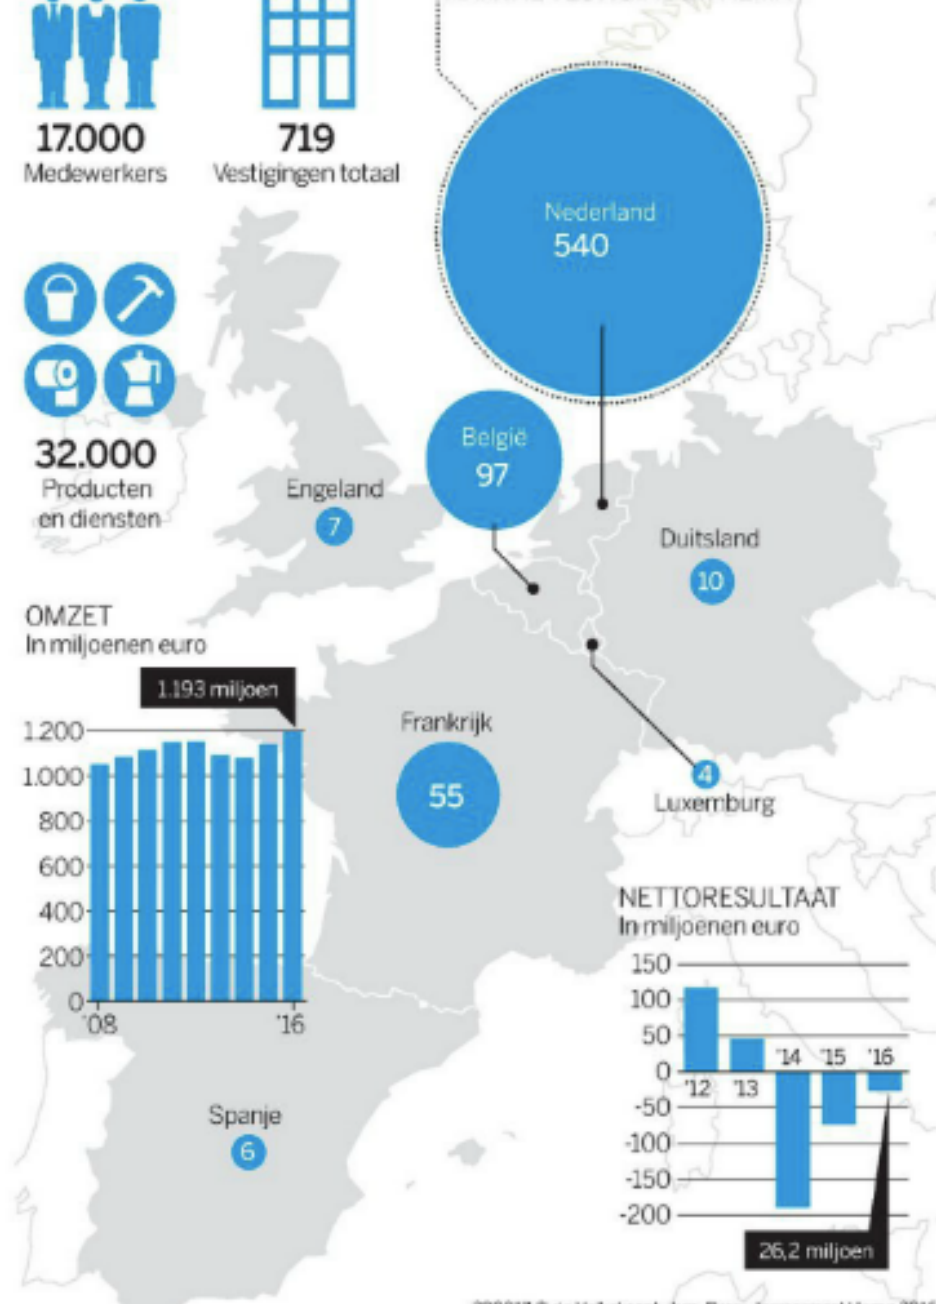 17.000
Medewerkers
719
Vestigingen totaal
Nederland
540
32.000
Producten
en diensten
België
97
Engeland
7
Duitsland
10
OMZET
In miljoenen euro
1.193 miljoen
1.200
1.000
800
600
400
200
0
'08
'16
Frankrijk
55
4
Luxemburg
Spanje
6
NETTORESULTAAT
In miljoenen euro
150
100
50
0
-50
-100
-150
-200
'12
'13
'14
'15
'16
26,2 miljoen